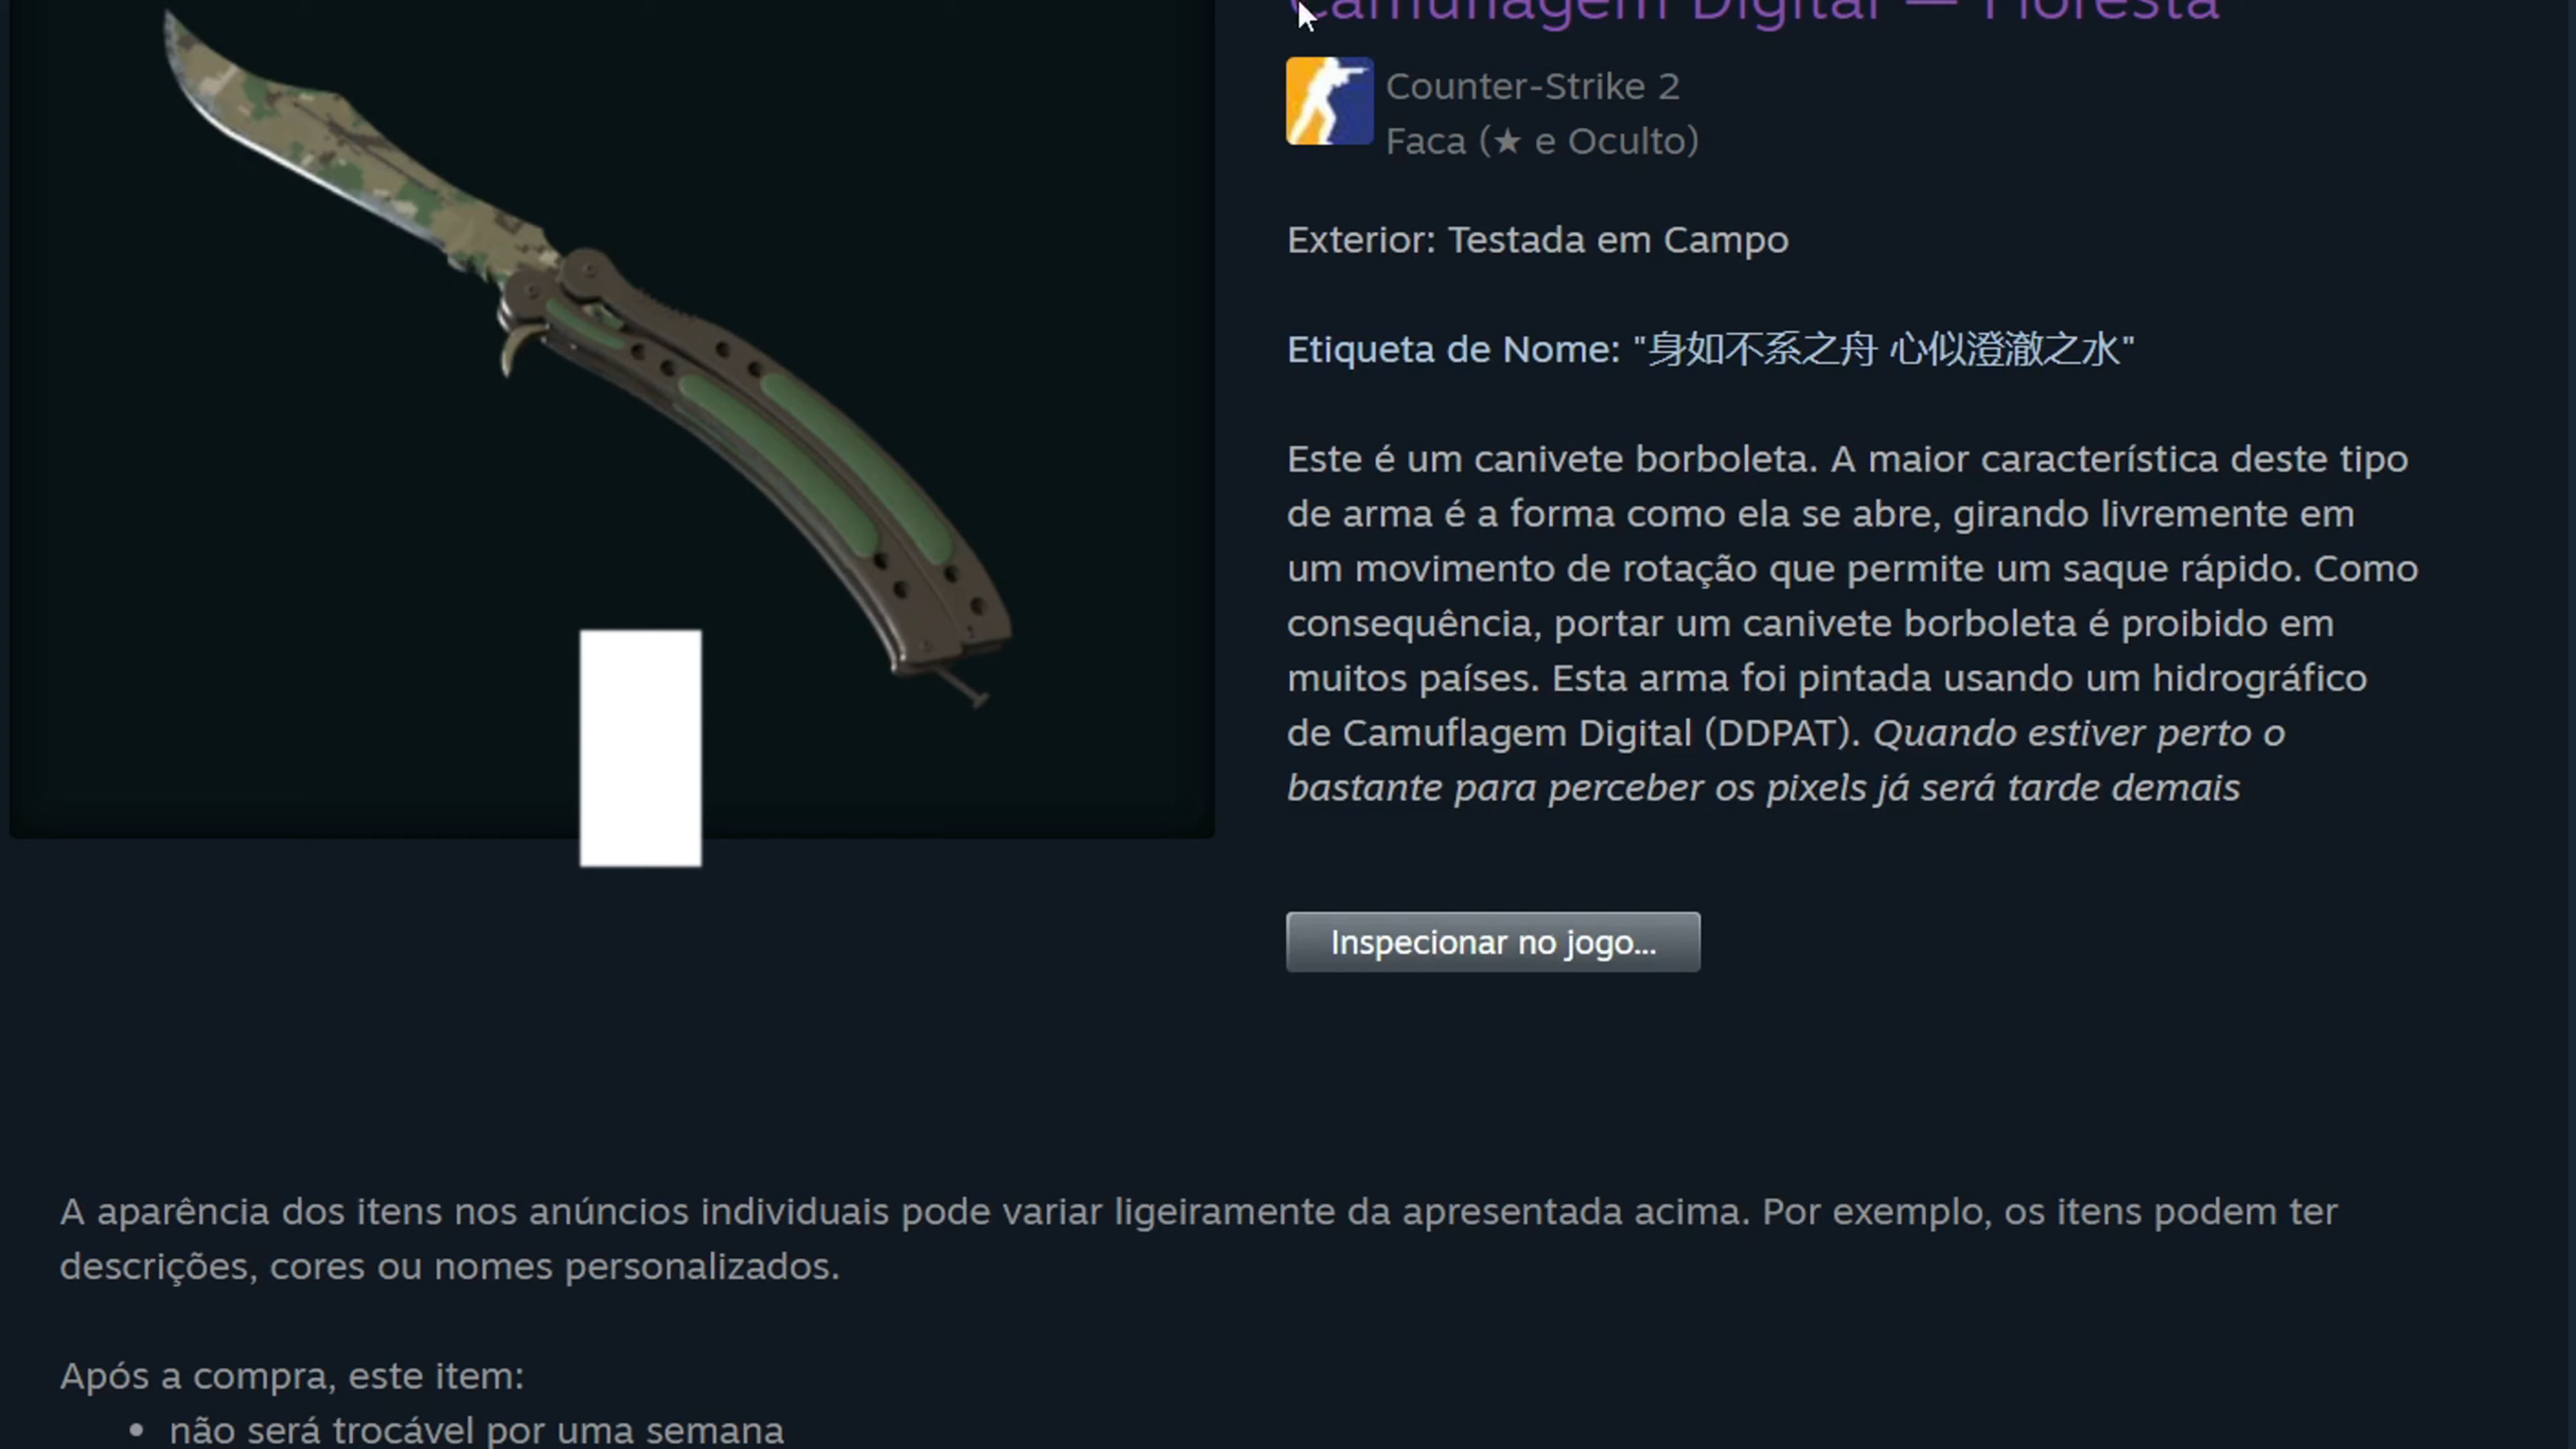 Camuflagem Digital — Floresta
Counter-Strike 2
Faca (★ e Oculto)
Exterior: Testada em Campo
Etiqueta de Nome: "身如不系之舟 心似澄澈之水"
Este é um canivete borboleta. A maior característica deste tipo
de arma é a forma como ela se abre, girando livremente em
um movimento de rotação que permite um saque rápido. Como
consequência, portar um canivete borboleta é proibido em
muitos países. Esta arma foi pintada usando um hidrográfico
de Camuflagem Digital (DDPAT). Quando estiver perto o
bastante para perceber os pixels já será tarde demais
Inspecionar no jogo...
A aparência dos itens nos anúncios individuais pode variar ligeiramente da apresentada acima. Por exemplo, os itens podem ter
descrições, cores ou nomes personalizados.
Após a compra, este item:
• não será trocável por uma semana